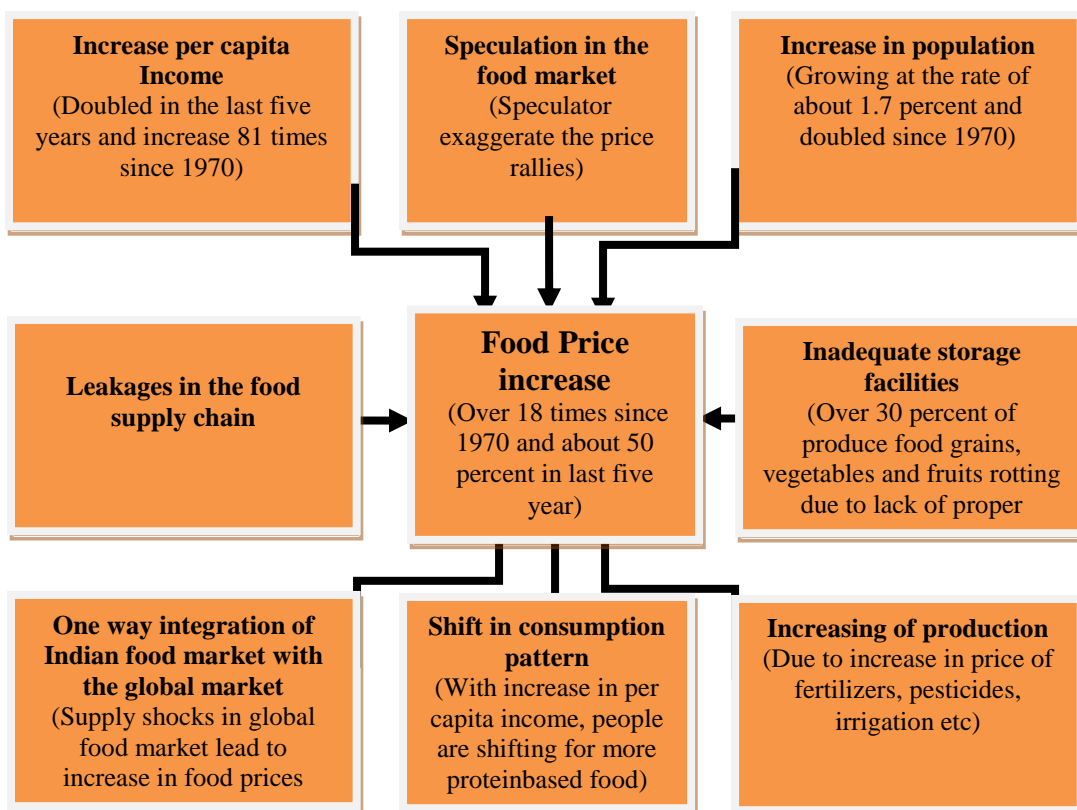 Increase per capita
Income
(Doubled in the last five
years and increase 81 times
since 1970)
Speculation in the
food market
(Speculator
exaggerate the price
rallies)
Increase in population
(Growing at the rate of
about 1.7 percent and
doubled since 1970)
Leakages in the food
supply chain
Food Price
increase
(Over 18 times since
1970 and about 50
percent in last five
year)
Inadequate storage
facilities
(Over 30 percent of
produce food grains,
vegetables and fruits rotting
due to lack of proper
One way integration of
Indian food market with
the global market
(Supply shocks in global
food market lead to
increase in food prices
Shift in consumption
pattern
(With increase in per
capita income, people
are shifting for more
proteinbased food)
Increasing of production
(Due to increase in price of
fertilizers, pesticides,
irrigation etc)